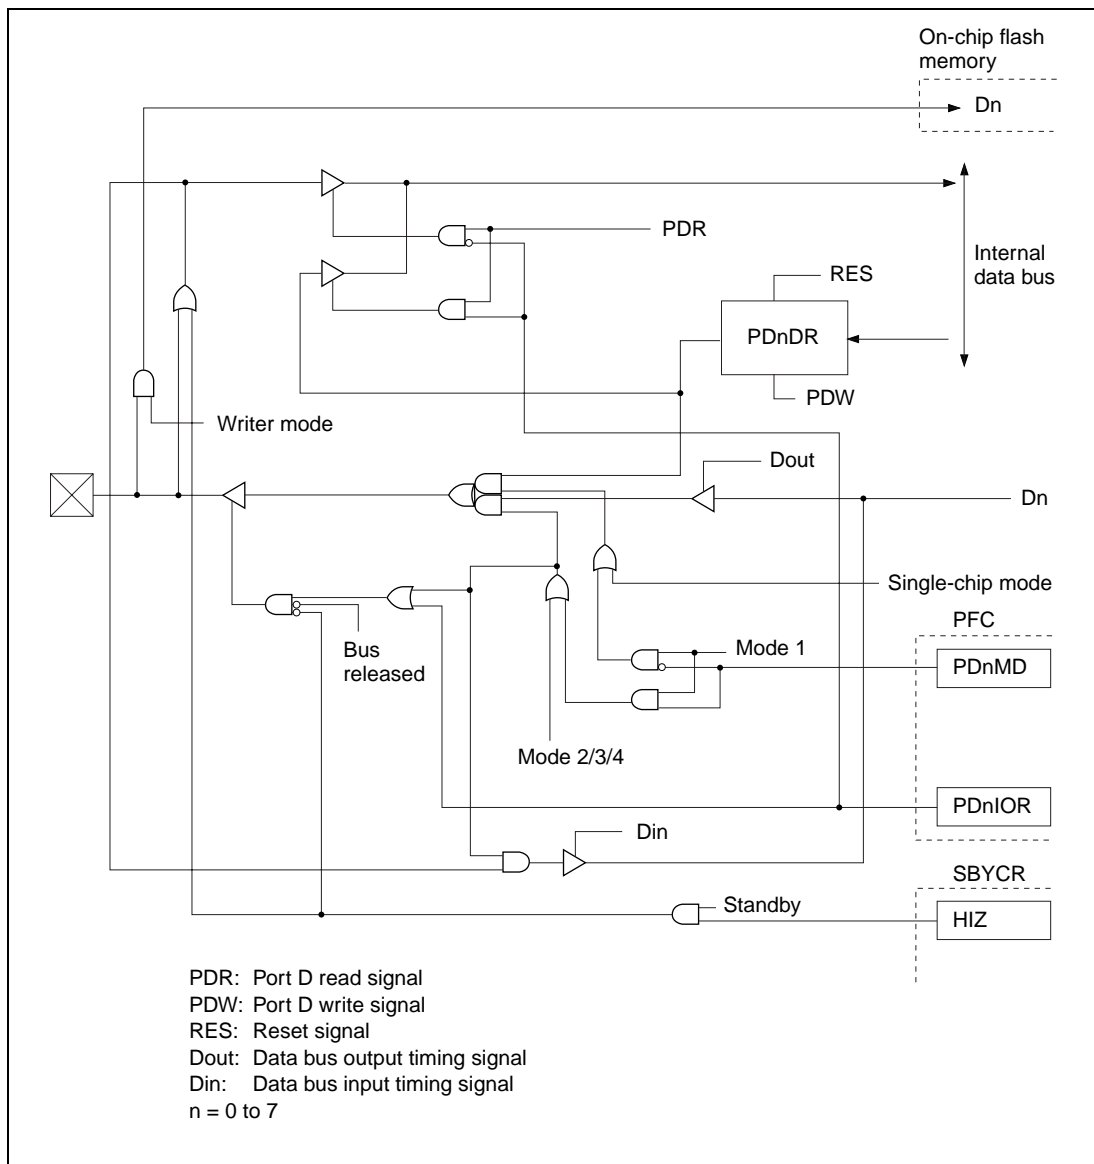 On-chip flash
memory
Dn
PDR
Internal
data bus
RES
PDnDR
PDW
Writer mode
Dout
Dn
Single-chip mode
PFC
Bus
released
Mode 1
PDnMD
Mode 2/3/4
PDnIOR
Din
SBYCR
Standby
HIZ
PDR: Port D read signal
PDW: Port D write signal
RES: Reset signal
Dout: Data bus output timing signal
Din: Data bus input timing signal
n = 0 to 7